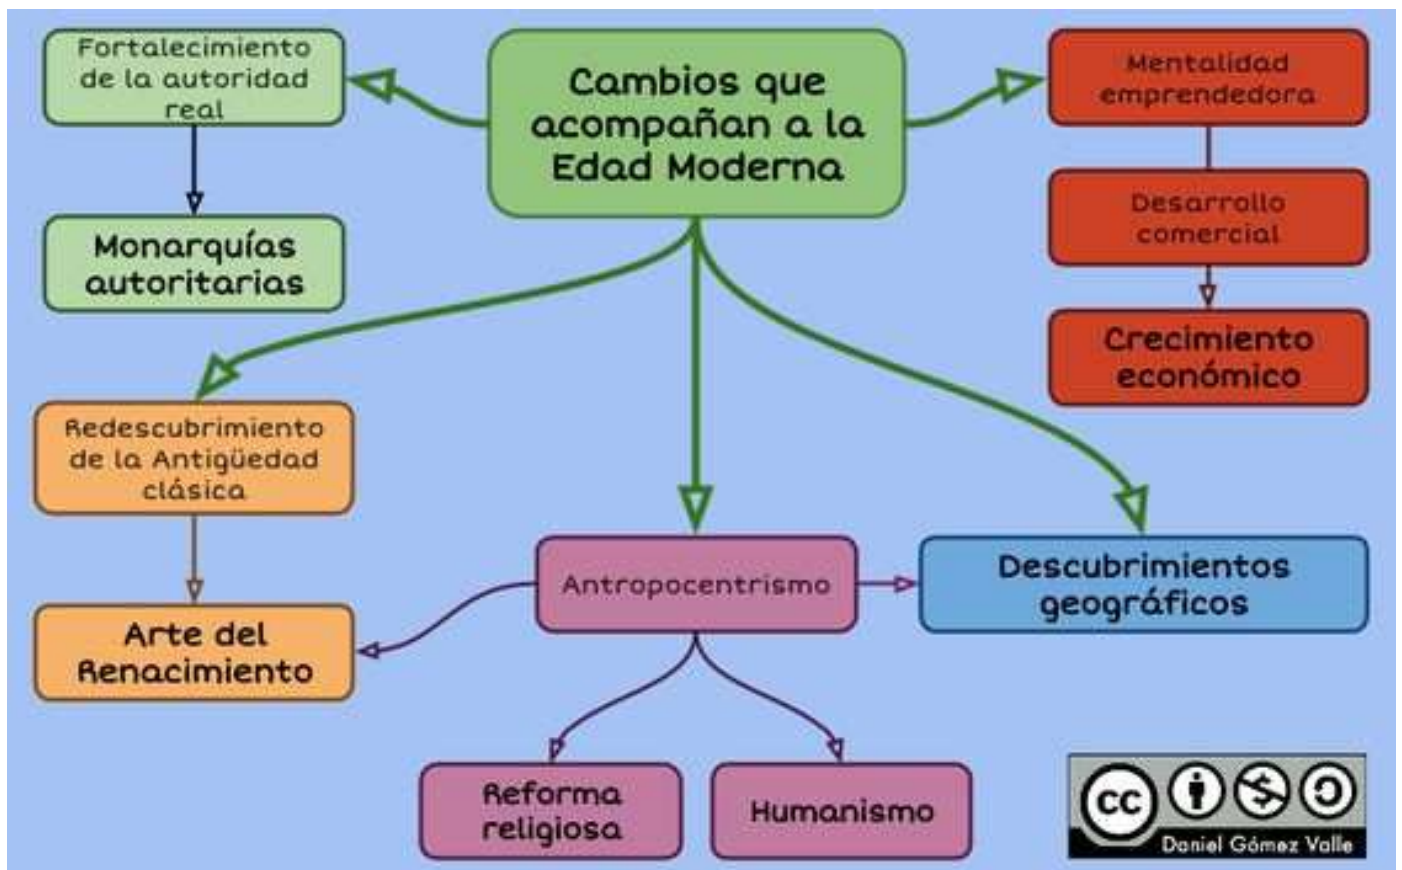 Fortalecimiento
de la autoridad
real
Cambios que
acompañan a la
Edad Moderna
Mentalidad
emprendedora
Monarquías
autoritarias
Desarrollo
comercial
Crecimiento
económico
Redescubrimiento
de la Antigüedad
clásica
Antropocentrismo
Descubrimientos
geográficos
Arte del
Renacimiento
Reforma
religiosa
Humanismo
cc
Daniel Gómez Valle